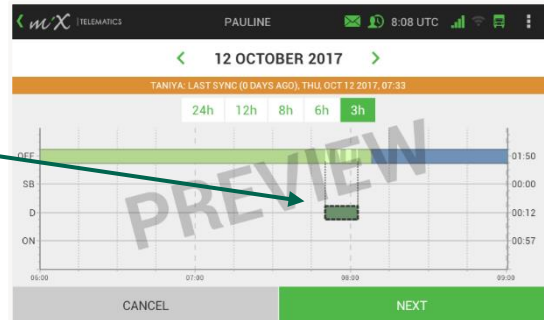 mˣX | TELEMATICS PAULINE 8:08 UTC
12 OCTOBER 2017
TANIYA: LAST SYNC (0 DAYS AGO), THU, OCT 12 2017, 07:33
24h 12h 8h 6h 3h
OFF 01:50
SB 00:00
D 00:12
ON 00:57
PREVIEW
06:00 07:00 08:00 09:00
CANCEL NEXT